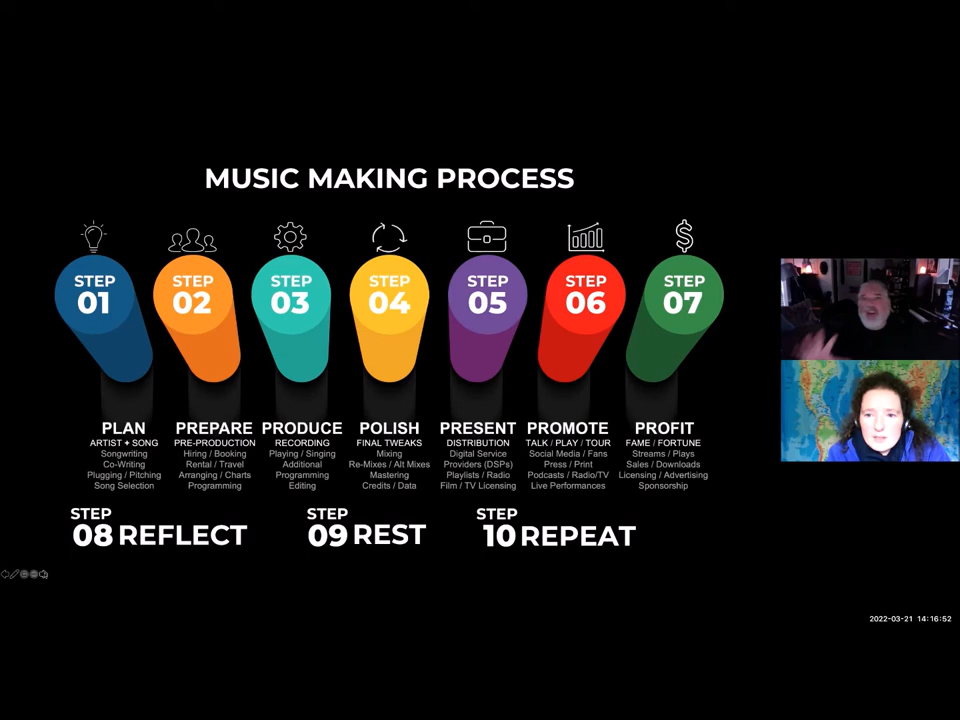 MUSIC MAKING PROCESS
STEP
01
STEP
02
STEP
03
STEP
04
STEP
05
STEP
06
STEP
07
PLAN
ARTIST + SONG
Songwriting
Co-Writing
Plugging / Pitching
Song Selection
PREPARE
PRE-PRODUCTION
Hiring / Booking
Rental / Travel
Arranging / Charts
Programming
PRODUCE
RECORDING
Playing / Singing
Additional
Programming
Editing
POLISH
FINAL TWEAKS
Mixing
Re-Mixes / Alt Mixes
Mastering
Credits / Data
PRESENT
DISTRIBUTION
Digital Service
Providers (DSPs)
Playlists / Radio
Film / TV Licensing
PROMOTE
TALK / PLAY / TOUR
Social Media / Fans
Press / Print
Podcasts / Radio/TV
Live Performances
PROFIT
FAME / FORTUNE
Streams / Plays
Sales / Downloads
Licensing / Advertising
Sponsorship
STEP
08 REFLECT
STEP
09 REST
STEP
10 REPEAT
2022-03-21 14:16:52